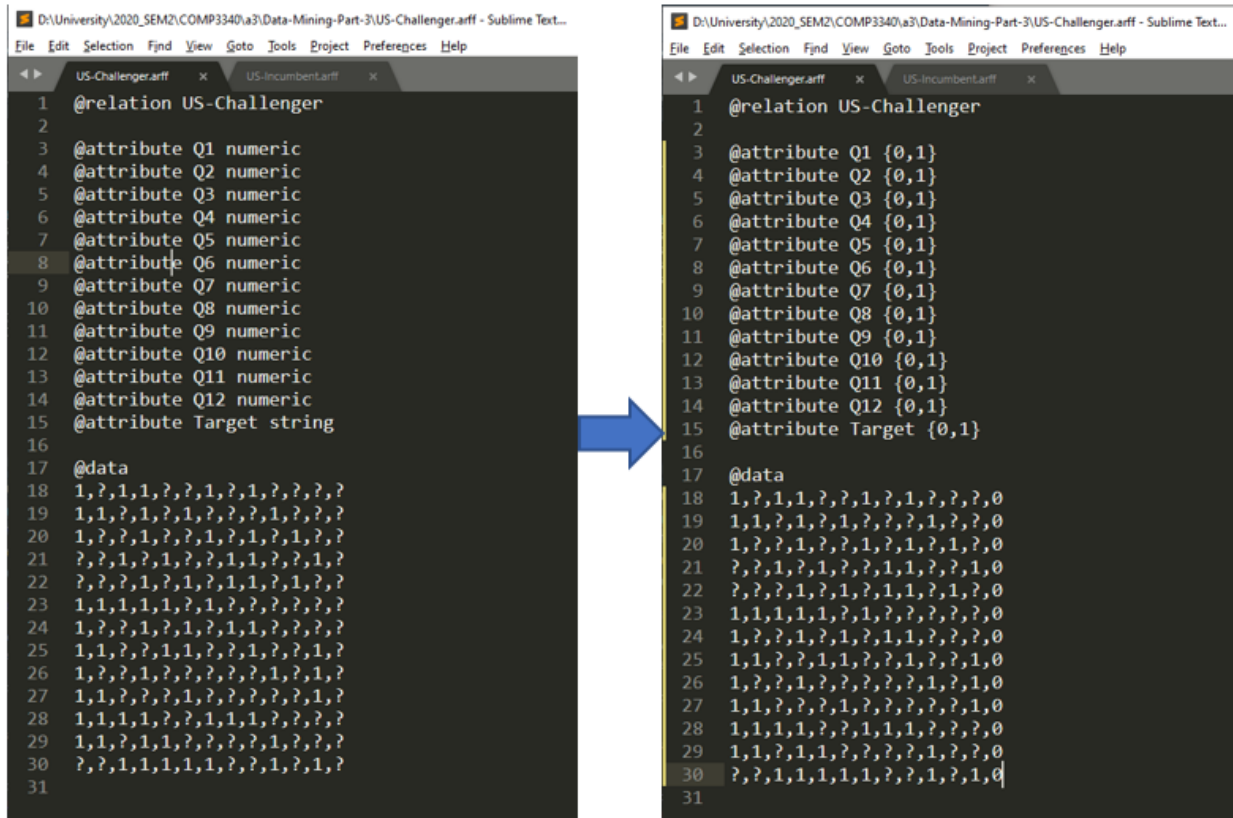 D:\University\2020_SEM2\COMP3340\a3\Data-Mining-Part-3\US-Challenger.arff - Sublime Text...
File Edit Selection Find View Goto Tools Project Preferences Help
US-Challenger.arff × US-Incumbent.arff ×
1 @relation US-Challenger
2
3 @attribute Q1 numeric
4 @attribute Q2 numeric
5 @attribute Q3 numeric
6 @attribute Q4 numeric
7 @attribute Q5 numeric
8 @attribute Q6 numeric
9 @attribute Q7 numeric
10 @attribute Q8 numeric
11 @attribute Q9 numeric
12 @attribute Q10 numeric
13 @attribute Q11 numeric
14 @attribute Q12 numeric
15 @attribute Target string
16
17 @data
18 1,?,1,1,?,?,1,?,1,?,?,?,?
19 1,1,?,1,?,1,?,?,?,1,?,?,?
20 1,?,?,1,?,?,1,?,1,?,1,?,?
21 ?,?,1,?,1,?,?,1,1,?,?,1,?
22 ?,?,?,1,?,1,?,1,1,?,1,?,?
23 1,1,1,1,1,?,1,?,?,?,?,?,?
24 1,?,?,1,?,1,?,1,1,?,?,?,?
25 1,1,?,?,1,1,?,?,1,?,?,1,?
26 1,?,?,1,?,?,?,?,?,1,?,1,?
27 1,1,?,?,?,1,?,?,?,?,?,1,?
28 1,1,1,1,?,?,1,1,1,?,?,?,?
29 1,1,?,1,1,?,?,?,?,1,?,?,?
30 ?,?,1,1,1,1,1,?,?,1,?,1,?
31
D:\University\2020_SEM2\COMP3340\a3\Data-Mining-Part-3\US-Challenger.arff - Sublime Text...
File Edit Selection Find View Goto Tools Project Preferences Help
US-Challenger.arff × US-Incumbent.arff ×
1 @relation US-Challenger
2
3 @attribute Q1 {0,1}
4 @attribute Q2 {0,1}
5 @attribute Q3 {0,1}
6 @attribute Q4 {0,1}
7 @attribute Q5 {0,1}
8 @attribute Q6 {0,1}
9 @attribute Q7 {0,1}
10 @attribute Q8 {0,1}
11 @attribute Q9 {0,1}
12 @attribute Q10 {0,1}
13 @attribute Q11 {0,1}
14 @attribute Q12 {0,1}
15 @attribute Target {0,1}
16
17 @data
18 1,?,1,1,?,?,1,?,1,?,?,?,0
19 1,1,?,1,?,1,?,?,?,1,?,?,0
20 1,?,?,1,?,?,1,?,1,?,1,?,0
21 ?,?,1,?,1,?,?,1,1,?,?,1,0
22 ?,?,?,1,?,1,?,1,1,?,1,?,0
23 1,1,1,1,1,?,1,?,?,?,?,?,0
24 1,?,?,1,?,1,?,1,1,?,?,?,0
25 1,1,?,?,1,1,?,?,1,?,?,1,0
26 1,?,?,1,?,?,?,?,?,1,?,1,0
27 1,1,?,?,?,1,?,?,?,?,?,1,0
28 1,1,1,1,?,?,1,1,1,?,?,?,0
29 1,1,?,1,1,?,?,?,?,1,?,?,0
30 ?,?,1,1,1,1,1,?,?,1,?,1,0
31